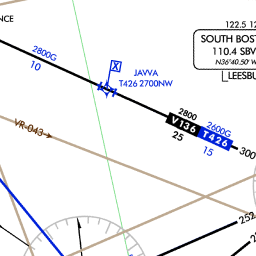 NCE
122.5 12
SOUTH BOST
110.4 SBV
N36°40.50' W
LEESBU
2800G
10
JAVVA
T426 2700NW
X
2800
2600G
V136 T426
25
15
300
VR-043
252